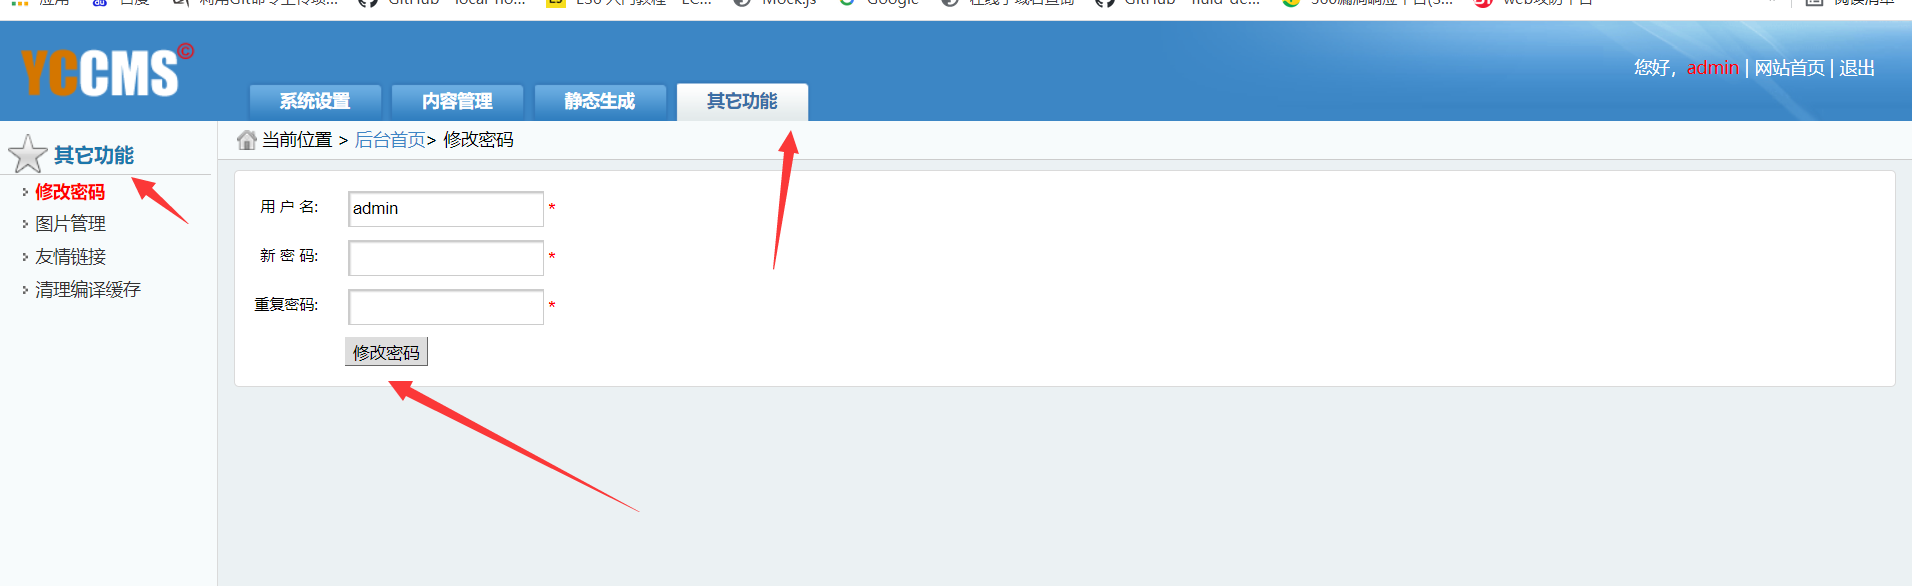 应用 百度 利用Git命令上传项... GitHub - local-ho... ES6 入门教程 - EC... Mock.js Google 在线子域名查询 GitHub - fluid-de... 360漏洞响应平台(S... web攻防平台 阅读清单
YCCMS©
您好，admin | 网站首页 | 退出
系统设置 内容管理 静态生成 其它功能
当前位置 > 后台首页> 修改密码
其它功能
修改密码
图片管理
友情链接
清理编译缓存
用 户 名: admin *
新 密 码: *
重复密码: *
修改密码